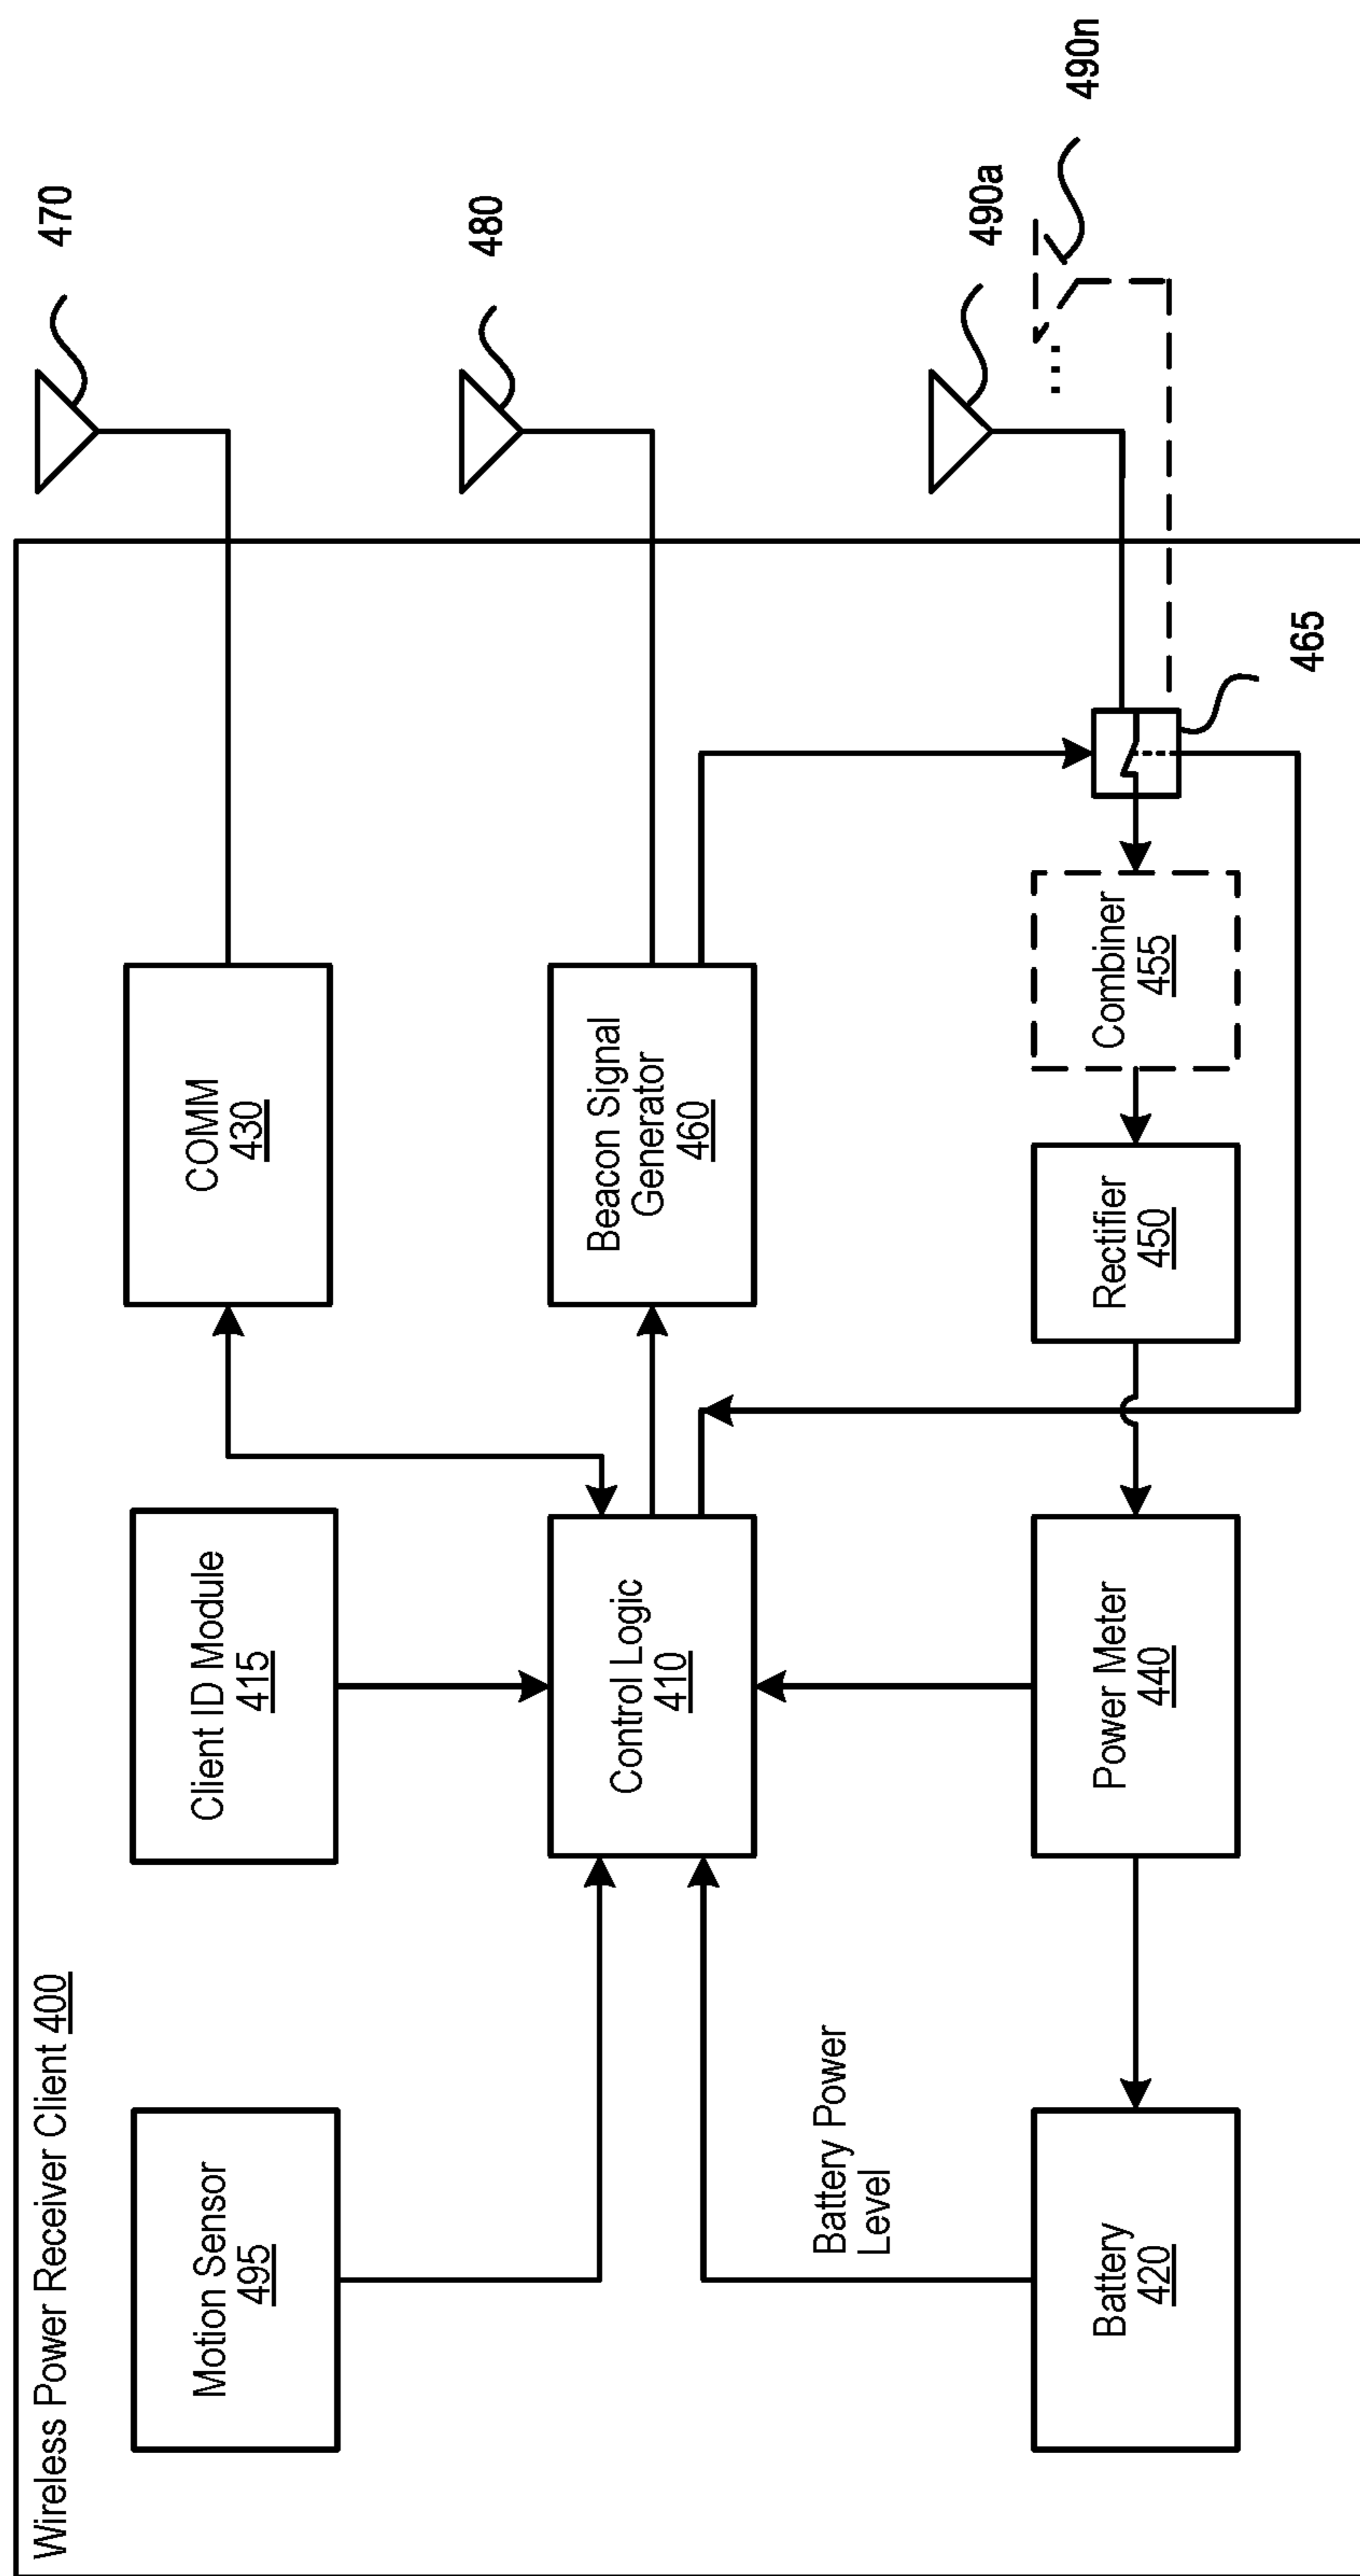 Wireless Power Receiver Client 400
Motion Sensor
495
Client ID Module
415
COMM
430
470
Control Logic
410
Beacon Signal
Generator
460
480
Battery Power
Level
Battery
420
Power Meter
440
Rectifier
450
Combiner
455
465
490a
...
490n